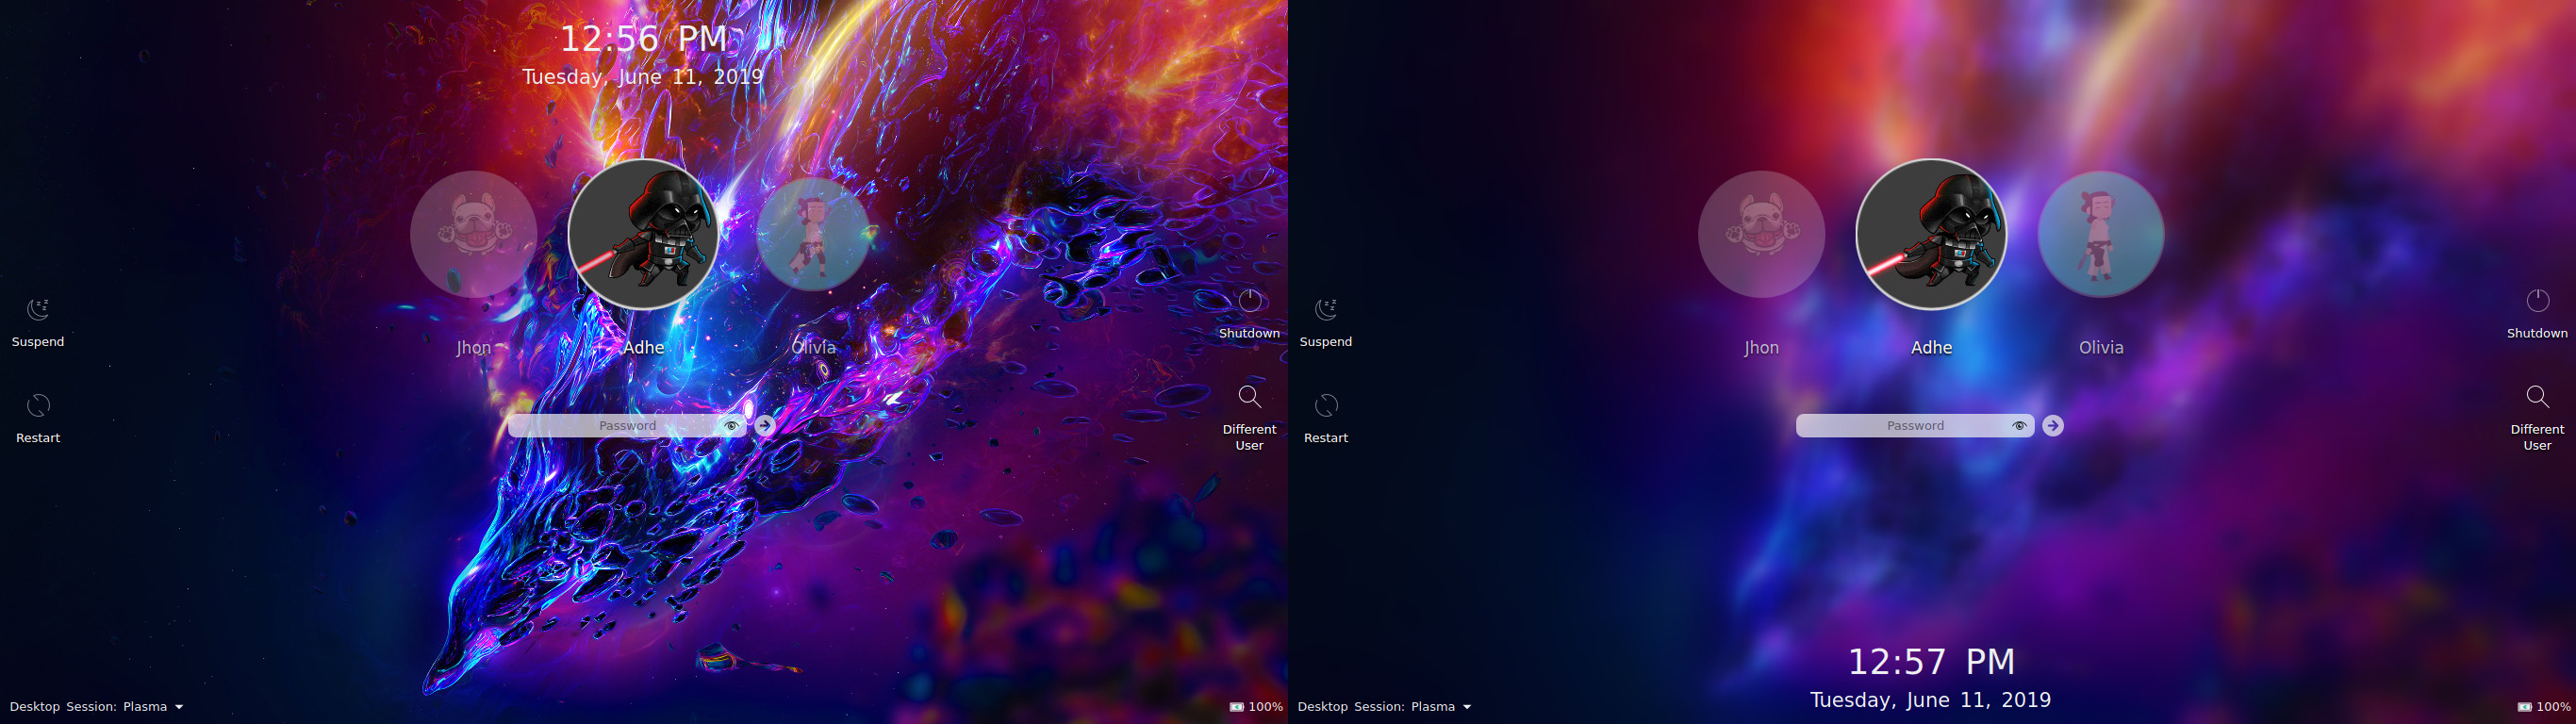 12:56 PM
Tuesday, June 11, 2019
Jhon
Adhe
Olivia
Password
Suspend
Restart
Shutdown
Different
User
Desktop Session: Plasma
100%
Jhon
Adhe
Olivia
Password
Suspend
Restart
Shutdown
Different
User
12:57 PM
Tuesday, June 11, 2019
Desktop Session: Plasma
100%